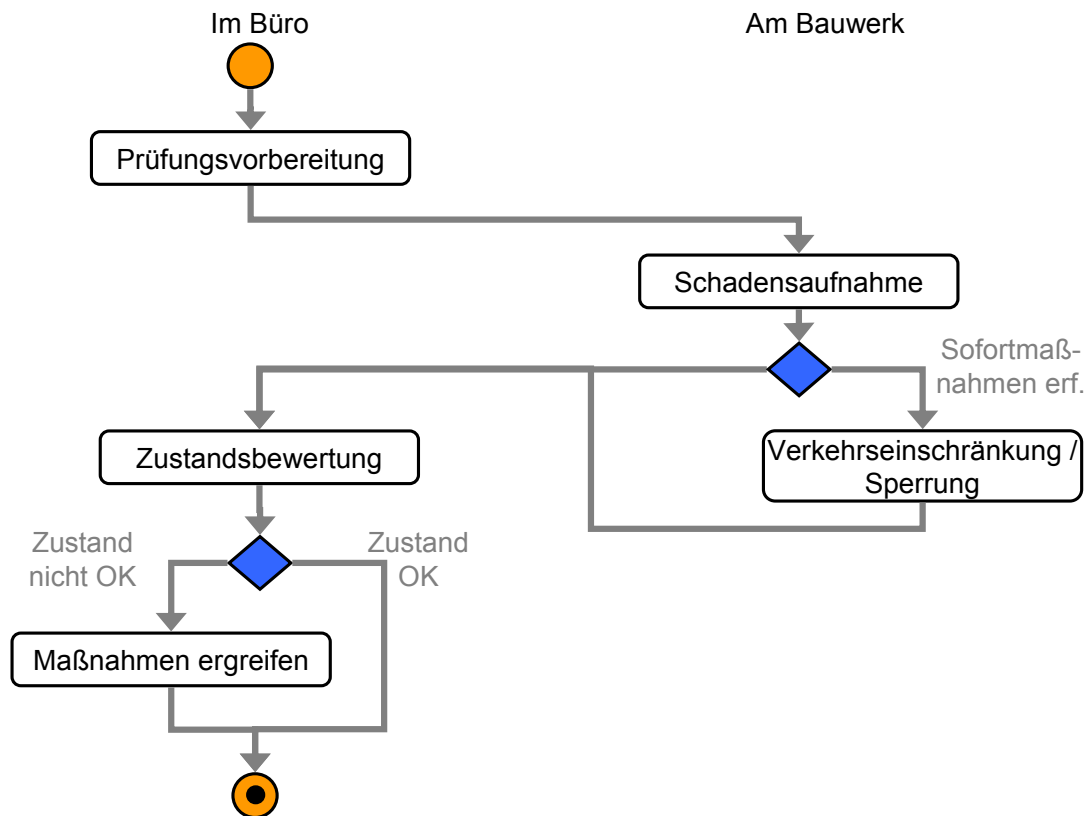 Im Büro
Am Bauwerk
Prüfungsvorbereitung
Schadensaufnahme
Sofortmaß-
nahmen erf.
Verkehrseinschränkung /
Sperrung
Zustandsbewertung
Zustand
nicht OK
Zustand
OK
Maßnahmen ergreifen